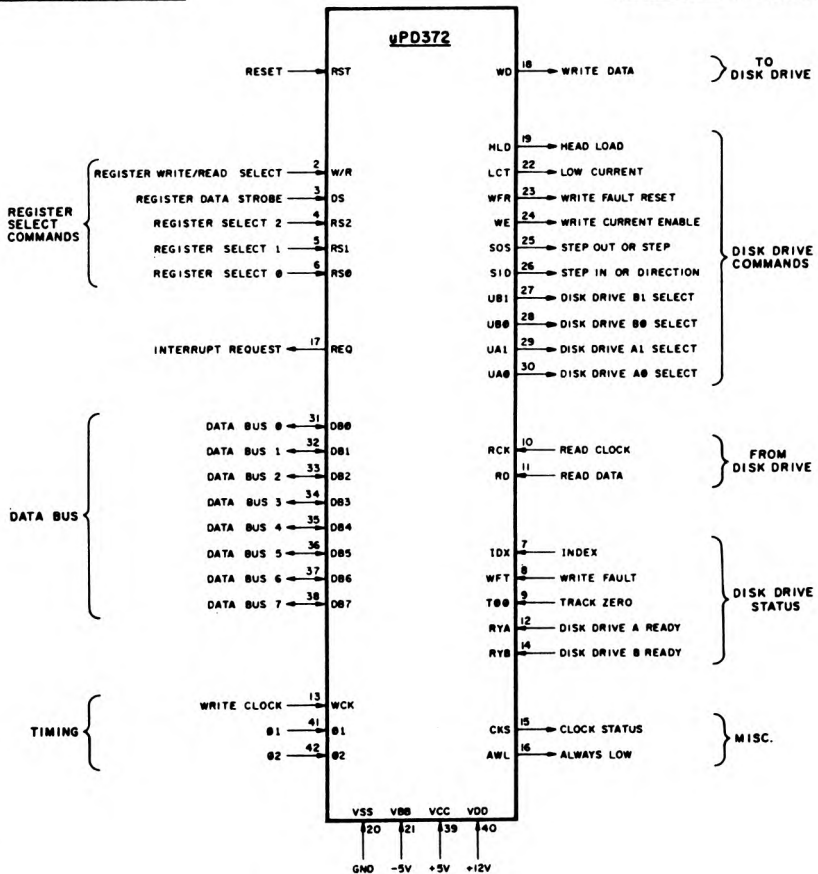 µPD372
RESET RST
REGISTER SELECT COMMANDS
REGISTER WRITE/READ SELECT 2 W/R
REGISTER DATA STROBE 3 DS
REGISTER SELECT 2 4 RS2
REGISTER SELECT 1 5 RS1
REGISTER SELECT 0 6 RS0
INTERRUPT REQUEST 17 REQ
DATA BUS
DATA BUS 0 31 DB0
DATA BUS 1 32 DB1
DATA BUS 2 33 DB2
DATA BUS 3 34 DB3
DATA BUS 4 35 DB4
DATA BUS 5 36 DB5
DATA BUS 6 37 DB6
DATA BUS 7 38 DB7
TIMING
WRITE CLOCK 13 WCK
Ø1 41 Ø1
Ø2 42 Ø2
WD 18 WRITE DATA
TO DISK DRIVE
HLD 19 HEAD LOAD
LCT 22 LOW CURRENT
WFR 23 WRITE FAULT RESET
WE 24 WRITE CURRENT ENABLE
SOS 25 STEP OUT OR STEP
SID 26 STEP IN OR DIRECTION
UB1 27 DISK DRIVE B1 SELECT
UB0 28 DISK DRIVE B0 SELECT
UA1 29 DISK DRIVE A1 SELECT
UA0 30 DISK DRIVE A0 SELECT
DISK DRIVE COMMANDS
RCK 10 READ CLOCK
RD 11 READ DATA
FROM DISK DRIVE
IDX 7 INDEX
WFT 8 WRITE FAULT
T00 9 TRACK ZERO
RYA 12 DISK DRIVE A READY
RYB 14 DISK DRIVE B READY
DISK DRIVE STATUS
CKS 15 CLOCK STATUS
AWL 16 ALWAYS LOW
MISC.
VSS VBB VCC VDD
20 21 39 40
GND -5V +5V +12V